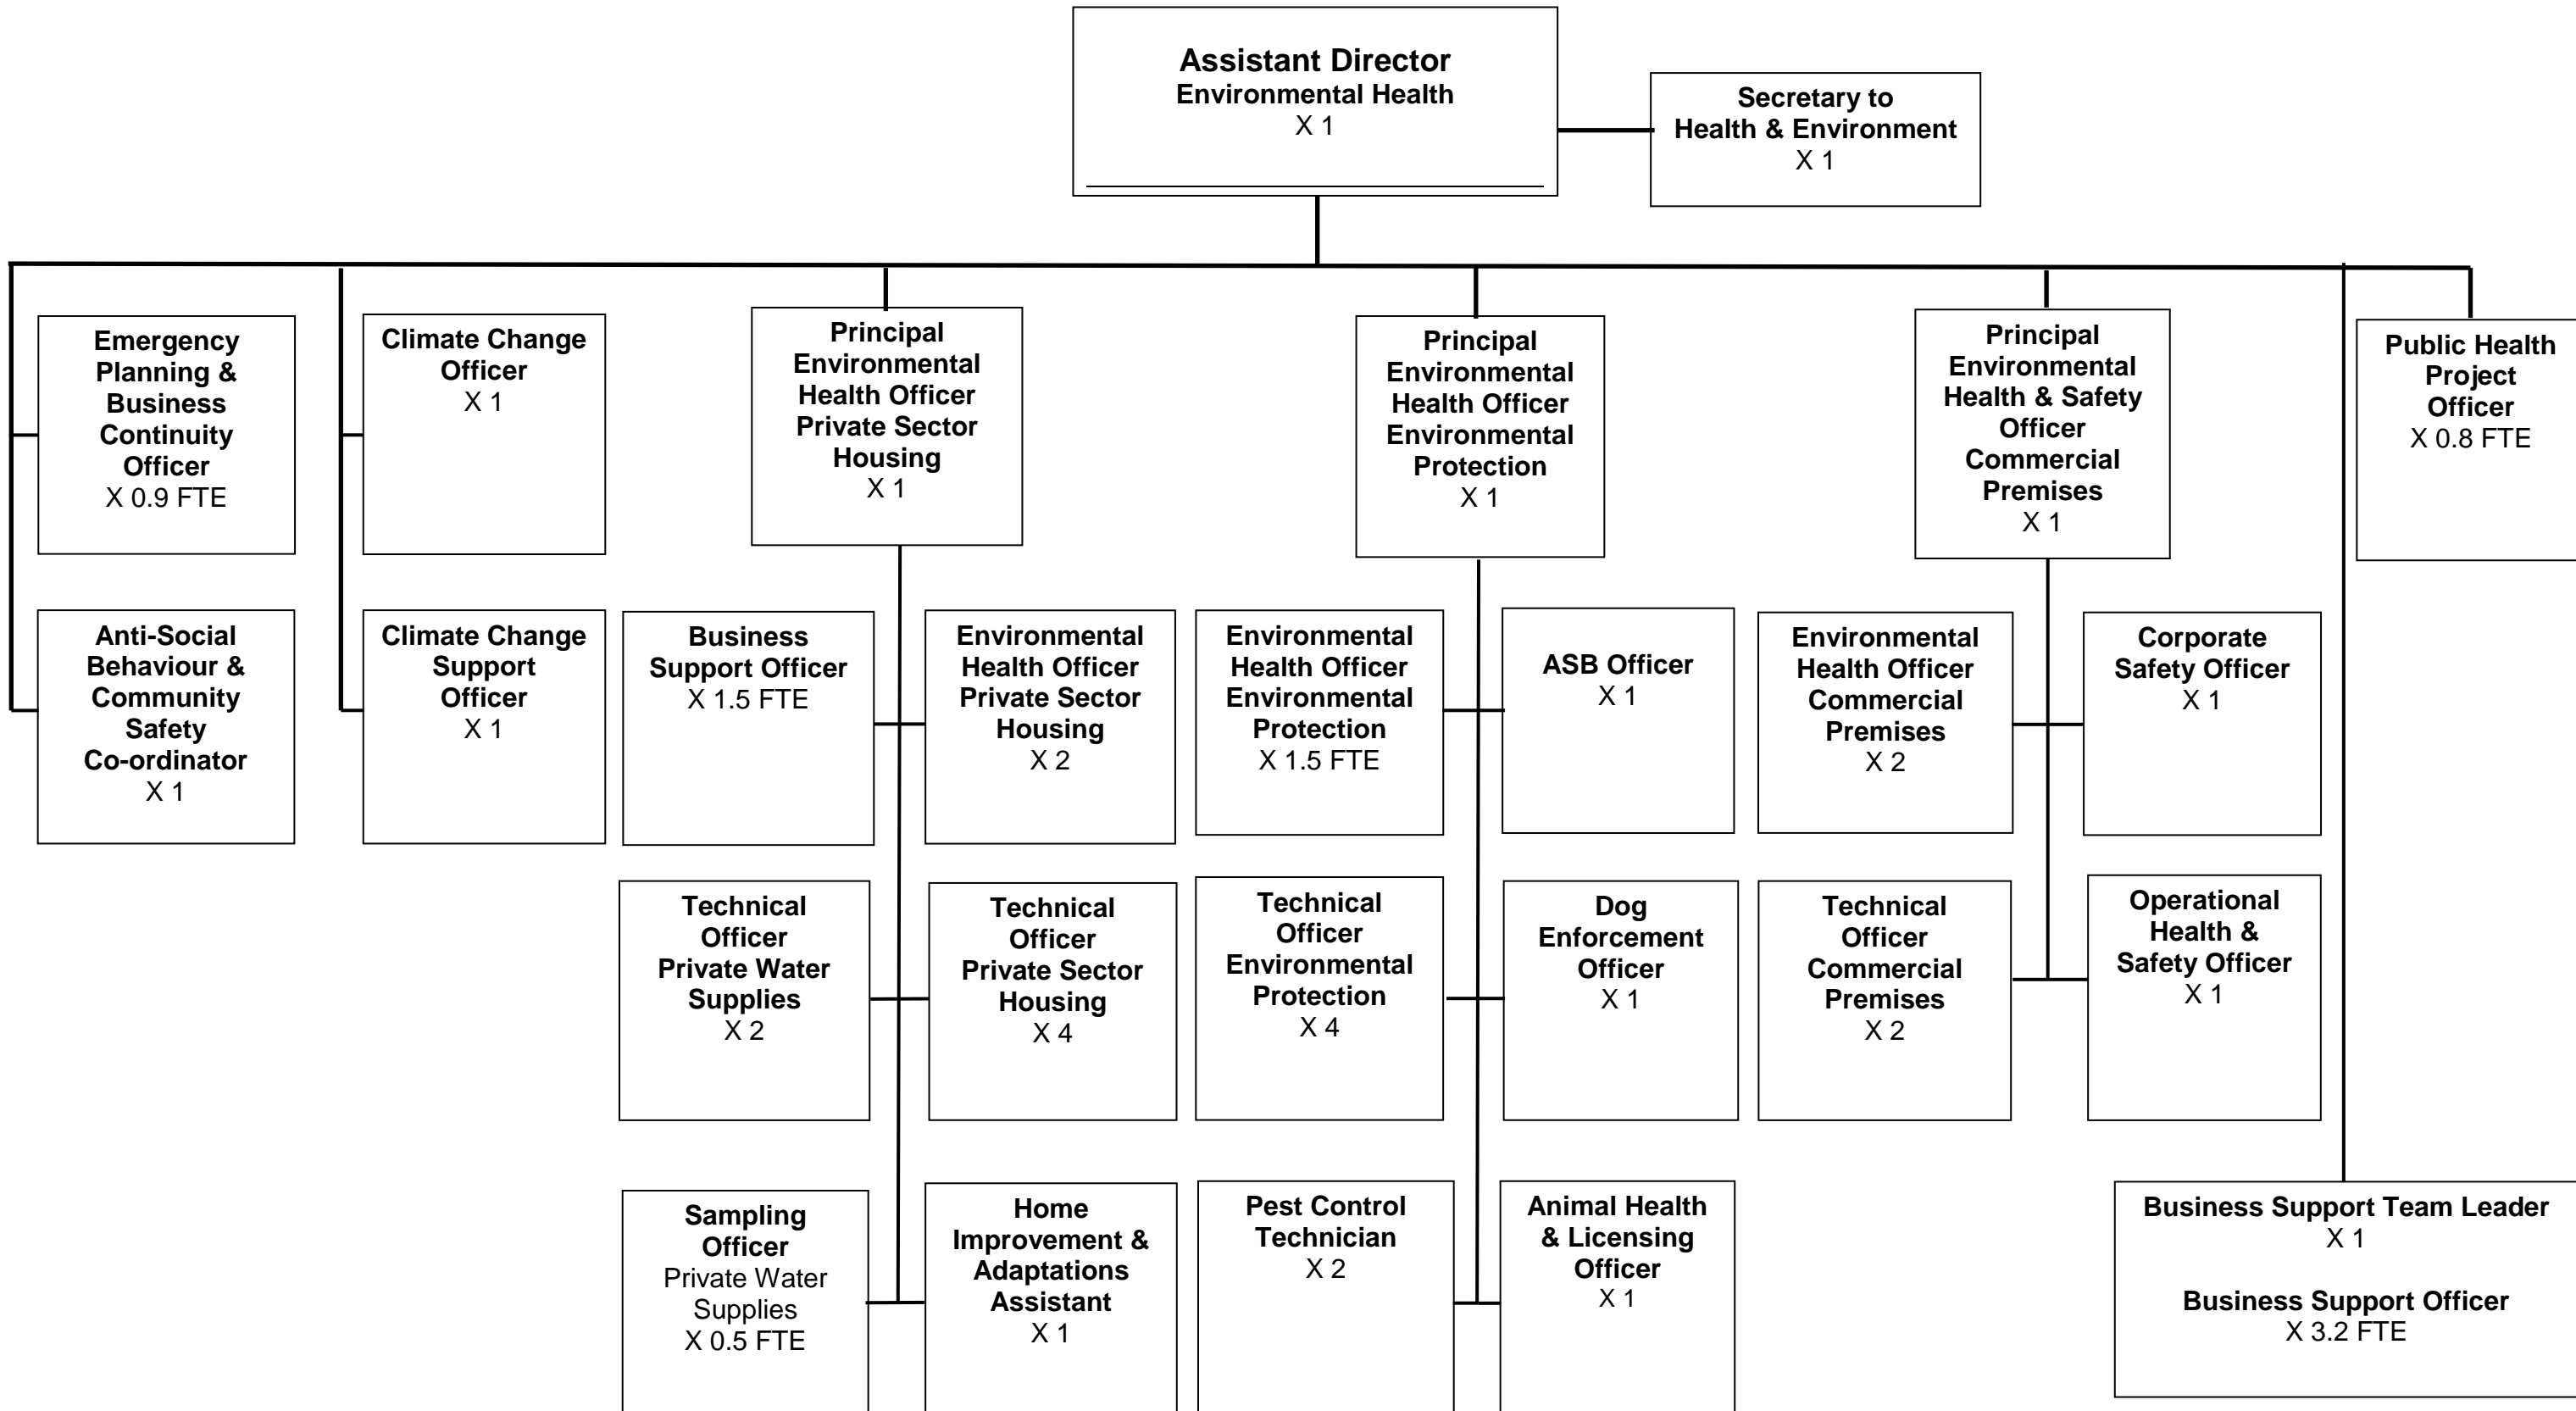 Assistant Director
Environmental Health
X 1
Secretary to
Health & Environment
X 1
Emergency
Planning &
Business
Continuity
Officer
X 0.9 FTE
Climate Change
Officer
X 1
Principal
Environmental
Health Officer
Private Sector
Housing
X 1
Principal
Environmental
Health Officer
Environmental
Protection
X 1
Principal
Environmental
Health & Safety
Officer
Commercial
Premises
X 1
Public Health
Project
Officer
X 0.8 FTE
Anti-Social
Behaviour &
Community
Safety
Co-ordinator
X 1
Climate Change
Support
Officer
X 1
Business
Support Officer
X 1.5 FTE
Environmental
Health Officer
Private Sector
Housing
X 2
Environmental
Health Officer
Environmental
Protection
X 1.5 FTE
ASB Officer
X 1
Environmental
Health Officer
Commercial
Premises
X 2
Corporate
Safety Officer
X 1
Technical
Officer
Private Water
Supplies
X 2
Technical
Officer
Private Sector
Housing
X 4
Technical
Officer
Environmental
Protection
X 4
Dog
Enforcement
Officer
X 1
Technical
Officer
Commercial
Premises
X 2
Operational
Health &
Safety Officer
X 1
Sampling
Officer
Private Water
Supplies
X 0.5 FTE
Home
Improvement &
Adaptations
Assistant
X 1
Pest Control
Technician
X 2
Animal Health
& Licensing
Officer
X 1
Business Support Team Leader
X 1
Business Support Officer
X 3.2 FTE